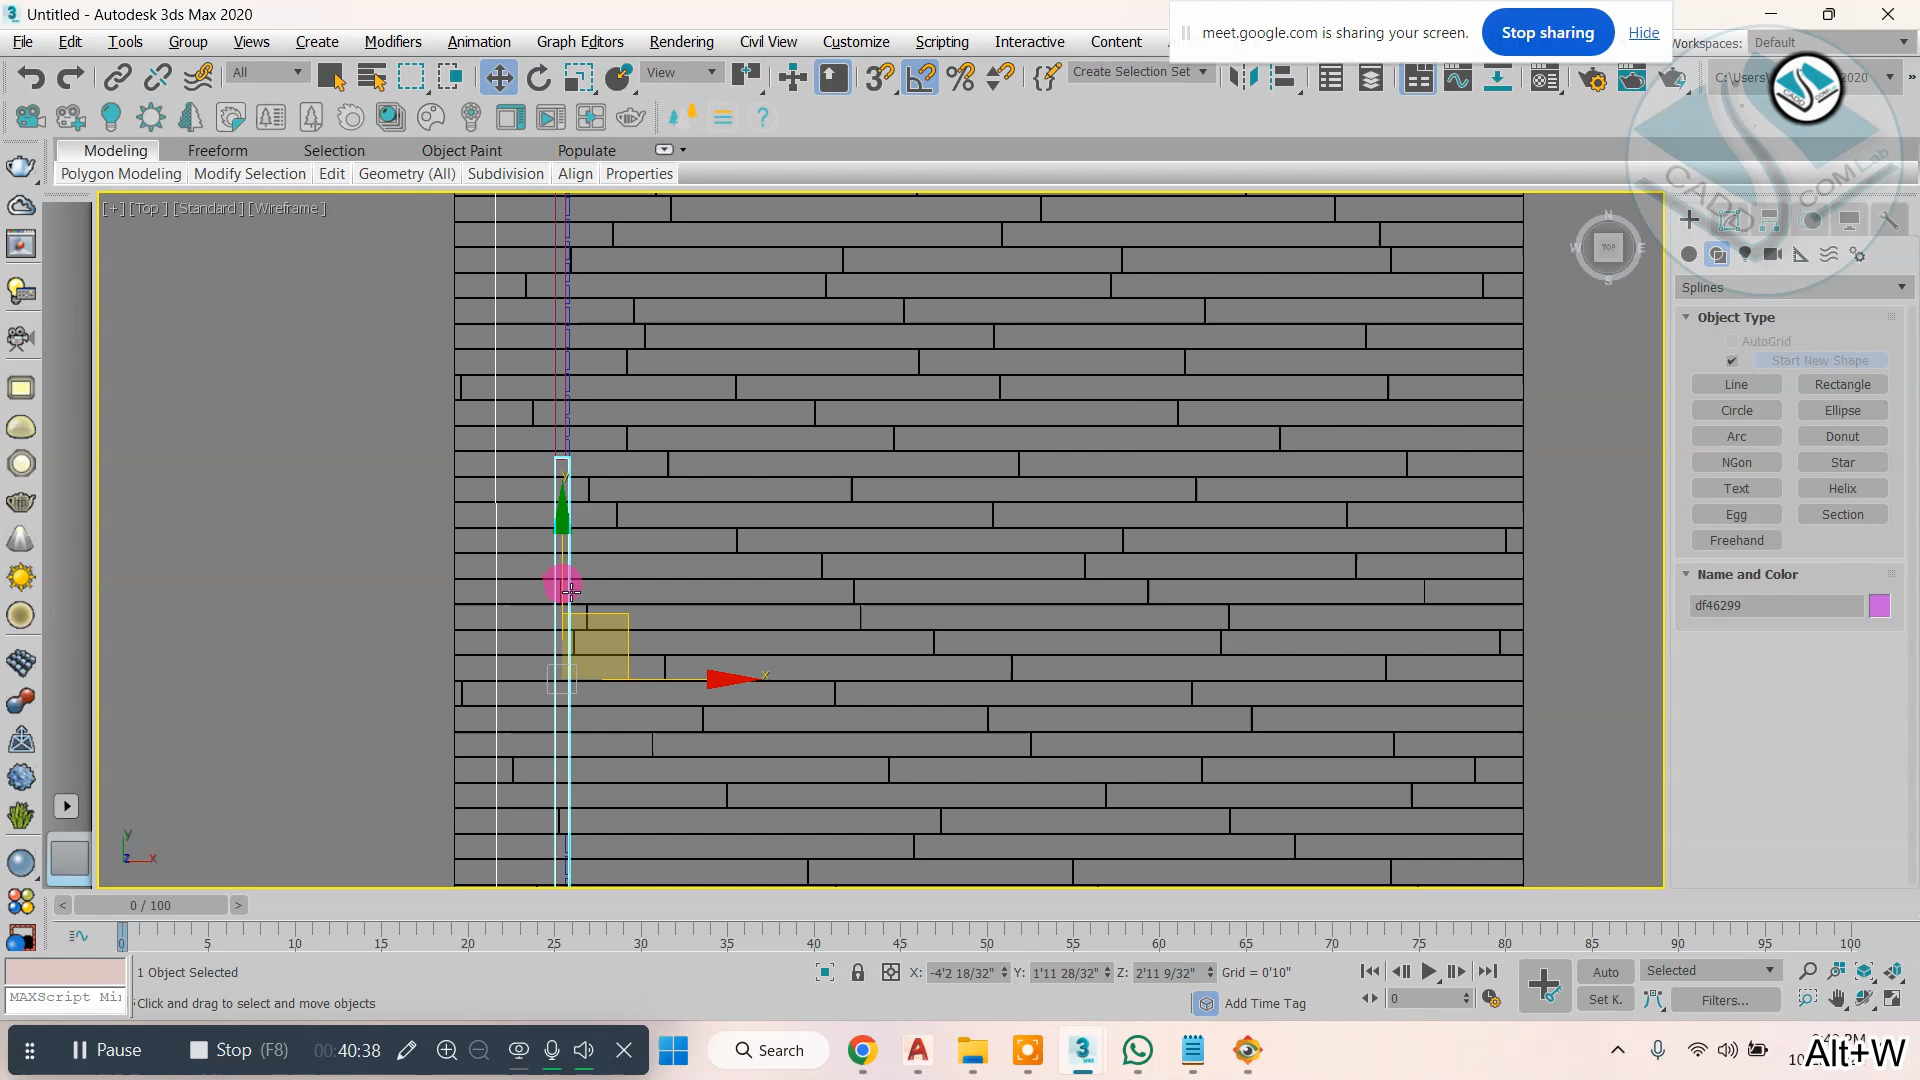 Untitled - Autodesk 3ds Max 2020
meet.google.com is sharing your screen.
Stop sharing
Hide
File Edit Tools Group Views Create Modifiers Animation Graph Editors Rendering Civil View Customize Scripting Interactive Content
Workspaces: Default
All
View
Create Selection Set
C:\Users\
2020
Modeling Freeform Selection Object Paint Populate
Polygon Modeling Modify Selection Edit Geometry (All) Subdivision Align Properties
[+] [Top ] [Standard ] [Wireframe ]
N
W TOP E
S
Splines
Object Type
AutoGrid
Start New Shape
Line Rectangle
Circle Ellipse
Arc Donut
NGon Star
Text Helix
Egg Section
Freehand
Name and Color
df46299
y
x
y
z x
0 / 100
0 5 10 15 20 25 30 35 40 45 50 55 60 65 70 75 80 85 90 95 100
1 Object Selected
X: -4'2 18/32" Y: 1'11 28/32" Z: 2'11 9/32" Grid = 0'10"
Auto Selected
MAXScript Mi
Click and drag to select and move objects
Add Time Tag
0
Set K. Filters...
Pause Stop (F8) 00:40:38
Search
Alt+W